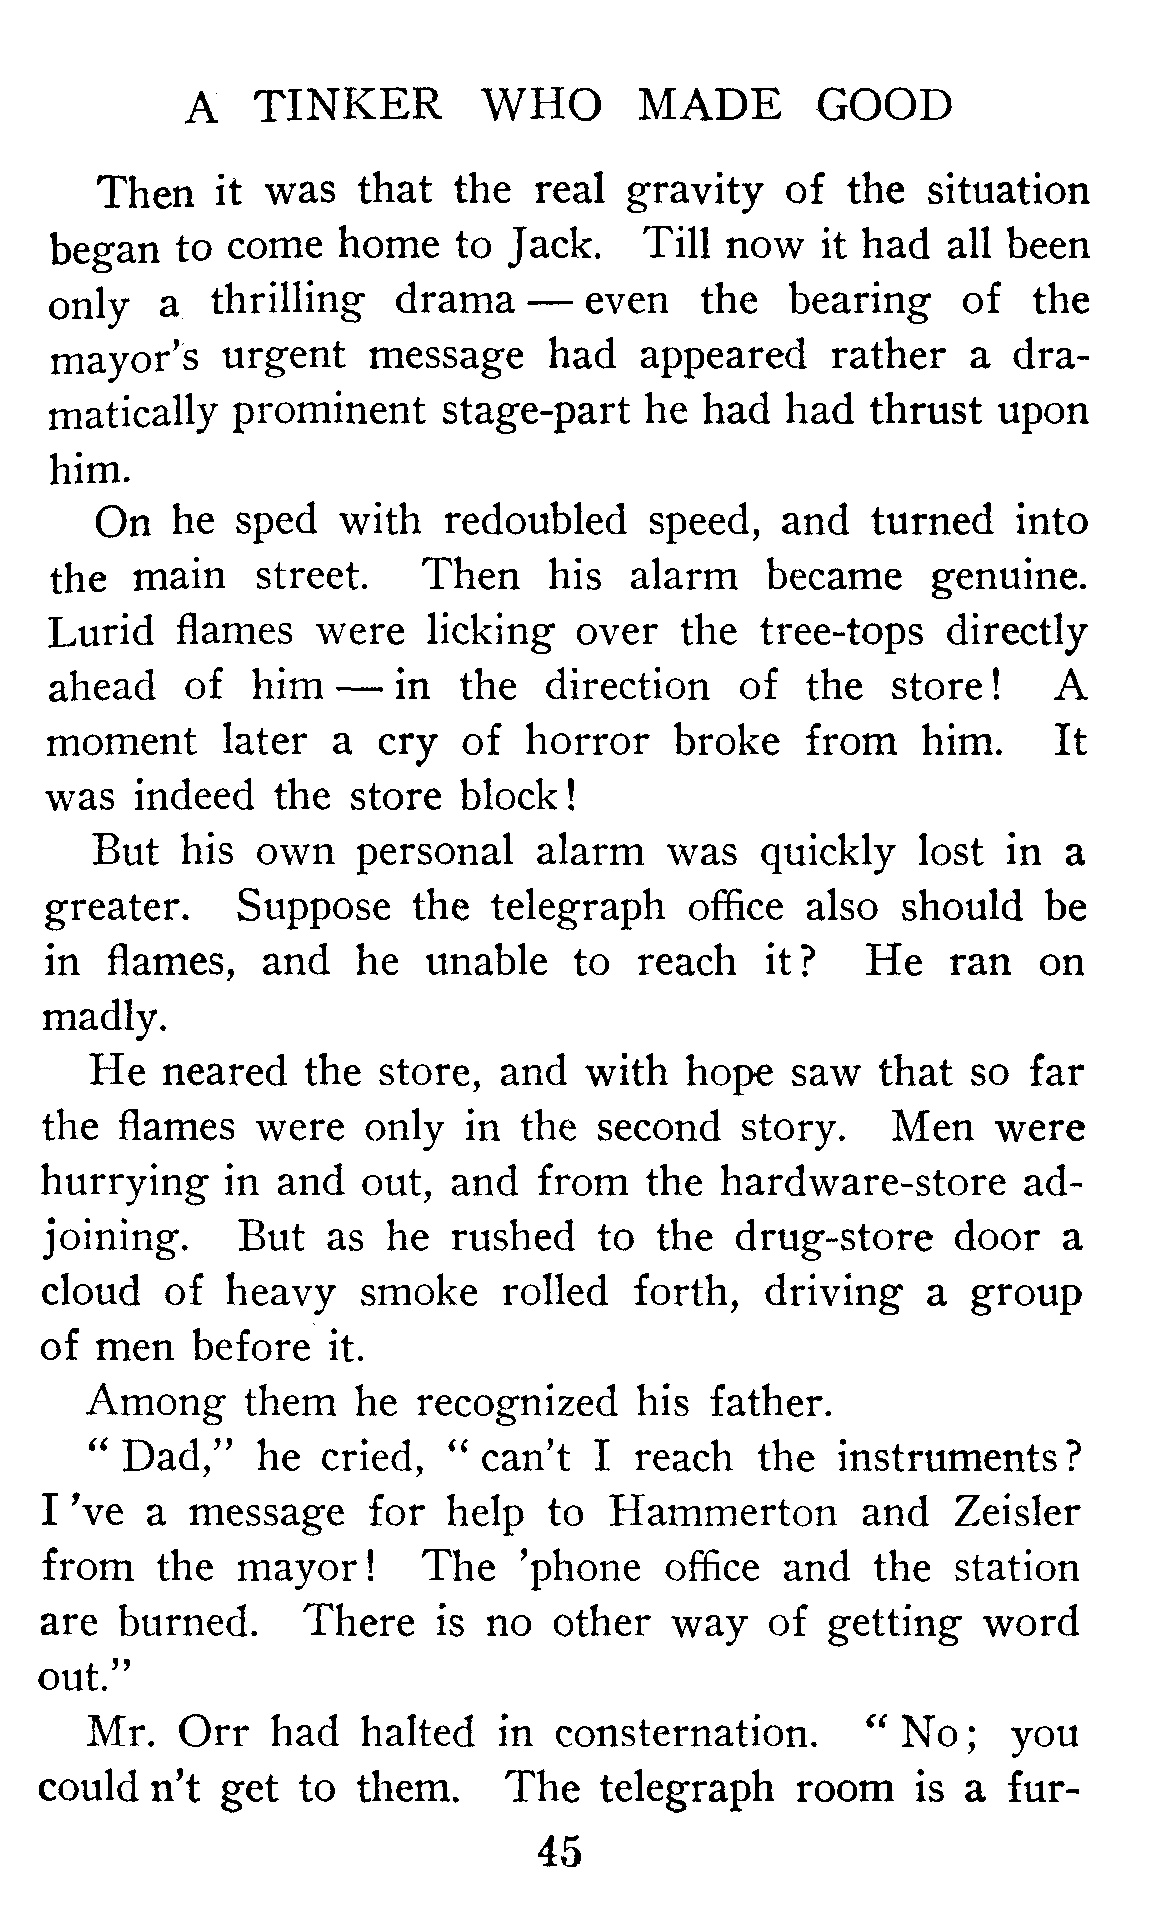 A TINKER WHO MADE GOOD
Then it was that the real gravity of the situation
began to come home to Jack. Till now it had all been
only a thrilling drama — even the bearing of the
mayor's urgent message had appeared rather a dra-
matically prominent stage-part he had had thrust upon
him.
On he sped with redoubled speed, and turned into
the main street. Then his alarm became genuine.
Lurid flames were licking over the tree-tops directly
ahead of him — in the direction of the store! A
moment later a cry of horror broke from him. It
was indeed the store block!
But his own personal alarm was quickly lost in a
greater. Suppose the telegraph office also should be
in flames, and he unable to reach it? He ran on
madly.
He neared the store, and with hope saw that so far
the flames were only in the second story. Men were
hurrying in and out, and from the hardware-store ad-
joining. But as he rushed to the drug-store door a
cloud of heavy smoke rolled forth, driving a group
of men before it.
Among them he recognized his father.
" Dad," he cried, " can't I reach the instruments?
I 've a message for help to Hammerton and Zeisler
from the mayor! The 'phone office and the station
are burned. There is no other way of getting word
out."
Mr. Orr had halted in consternation. " No; you
could n't get to them. The telegraph room is a fur-
45